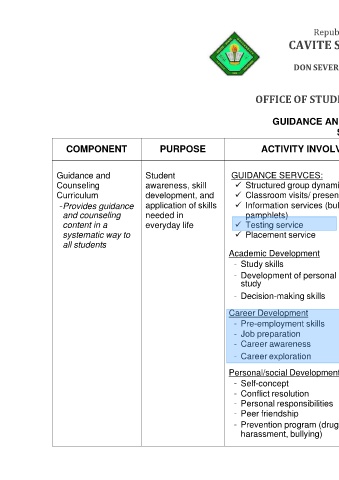 Repub
CAVITE S
DON SEVER
OFFICE OF STUDE
GUIDANCE AN
S
COMPONENT
PURPOSE
ACTIVITY INVOLV
Guidance and
Counseling
Curriculum
-Provides guidance
and counseling
content in a
systematic way to
all students
Student
awareness, skill
development, and
application of skills
needed in
everyday life
GUIDANCE SERVCES:
✓ Structured group dynami
✓ Classroom visits/ presen
✓ Information services (bul
pamphlets)
✓ Testing service
✓ Placement service
Academic Development
- Study skills
- Development of personal
study
- Decision-making skills
Career Development
- Pre-employment skills
- Job preparation
- Career awareness
- Career exploration
Personal/social Development
- Self-concept
- Conflict resolution
- Personal responsibilities
- Peer friendship
- Prevention program (drug
harassment, bullying)